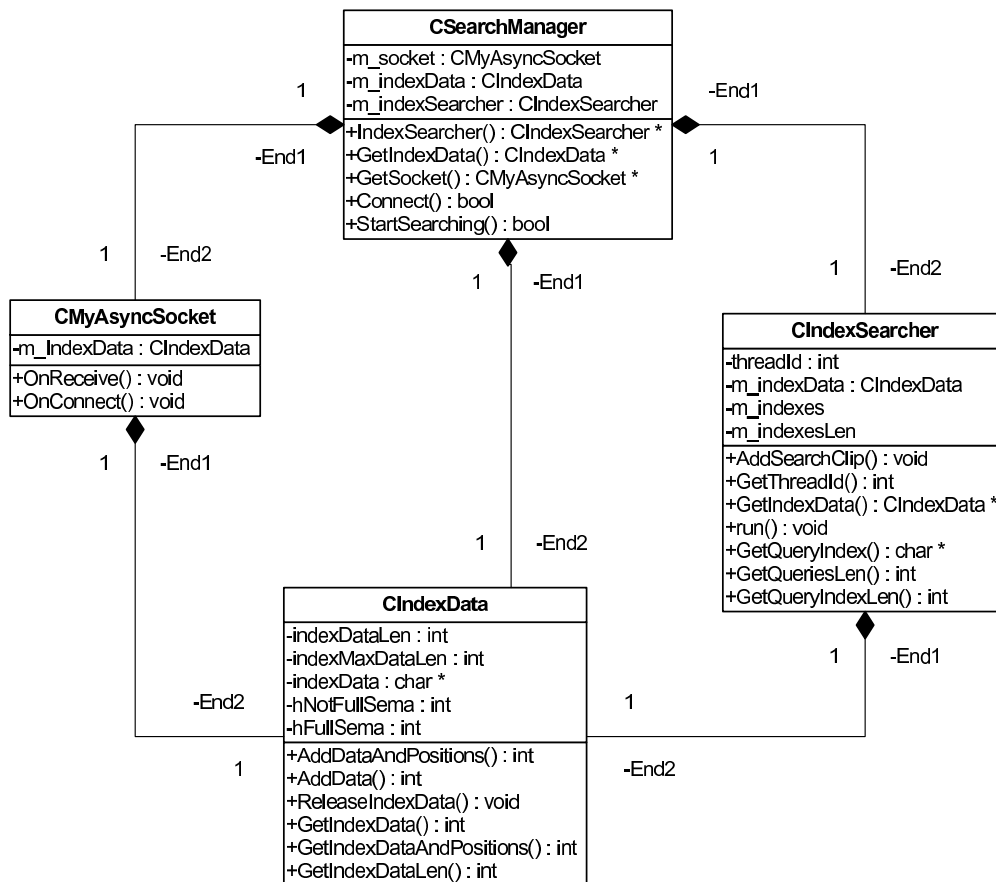 CSearchManager
-m_socket : CMyAsyncSocket
-m_indexData : CIndexData
-m_indexSearcher : CIndexSearcher
+IndexSearcher() : CIndexSearcher *
+GetIndexData() : CIndexData *
+GetSocket() : CMyAsyncSocket *
+Connect() : bool
+StartSearching() : bool
1
-End1
-End1
1
1
-End2
1
-End1
1
-End2
CMyAsyncSocket
-m_IndexData : CIndexData
+OnReceive() : void
+OnConnect() : void
CIndexSearcher
-threadId : int
-m_indexData : CIndexData
-m_indexes
-m_indexesLen
+AddSearchClip() : void
+GetThreadId() : int
+GetIndexData() : CIndexData *
+run() : void
+GetQueryIndex() : char *
+GetQueriesLen() : int
+GetQueryIndexLen() : int
1
-End1
1
-End2
CIndexData
-indexDataLen : int
-indexMaxDataLen : int
-indexData : char *
-hNotFullSema : int
-hFullSema : int
+AddDataAndPositions() : int
+AddData() : int
+ReleaseIndexData() : void
+GetIndexData() : int
+GetIndexDataAndPositions() : int
+GetIndexDataLen() : int
1
-End1
-End2
1
1
-End2